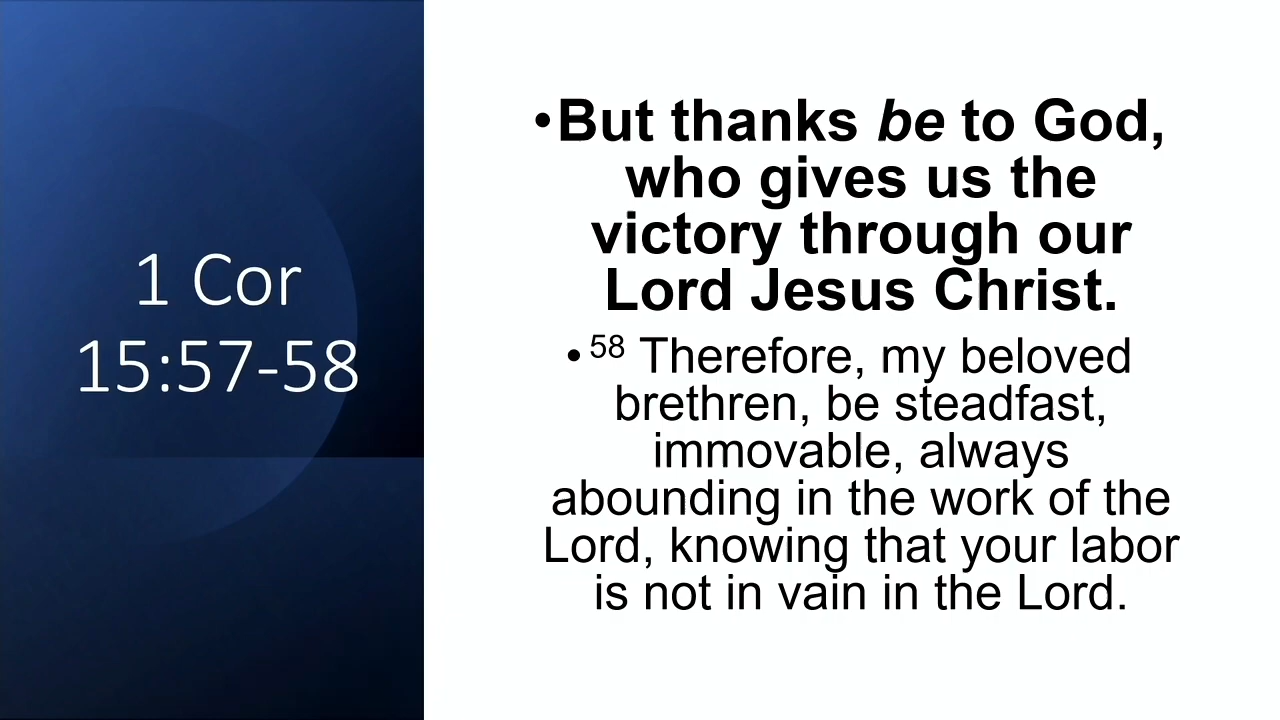 1 Cor
15:57-58
•But thanks be to God,
who gives us the
victory through our
Lord Jesus Christ.
• 58 Therefore, my beloved
brethren, be steadfast,
immovable, always
abounding in the work of the
Lord, knowing that your labor
is not in vain in the Lord.